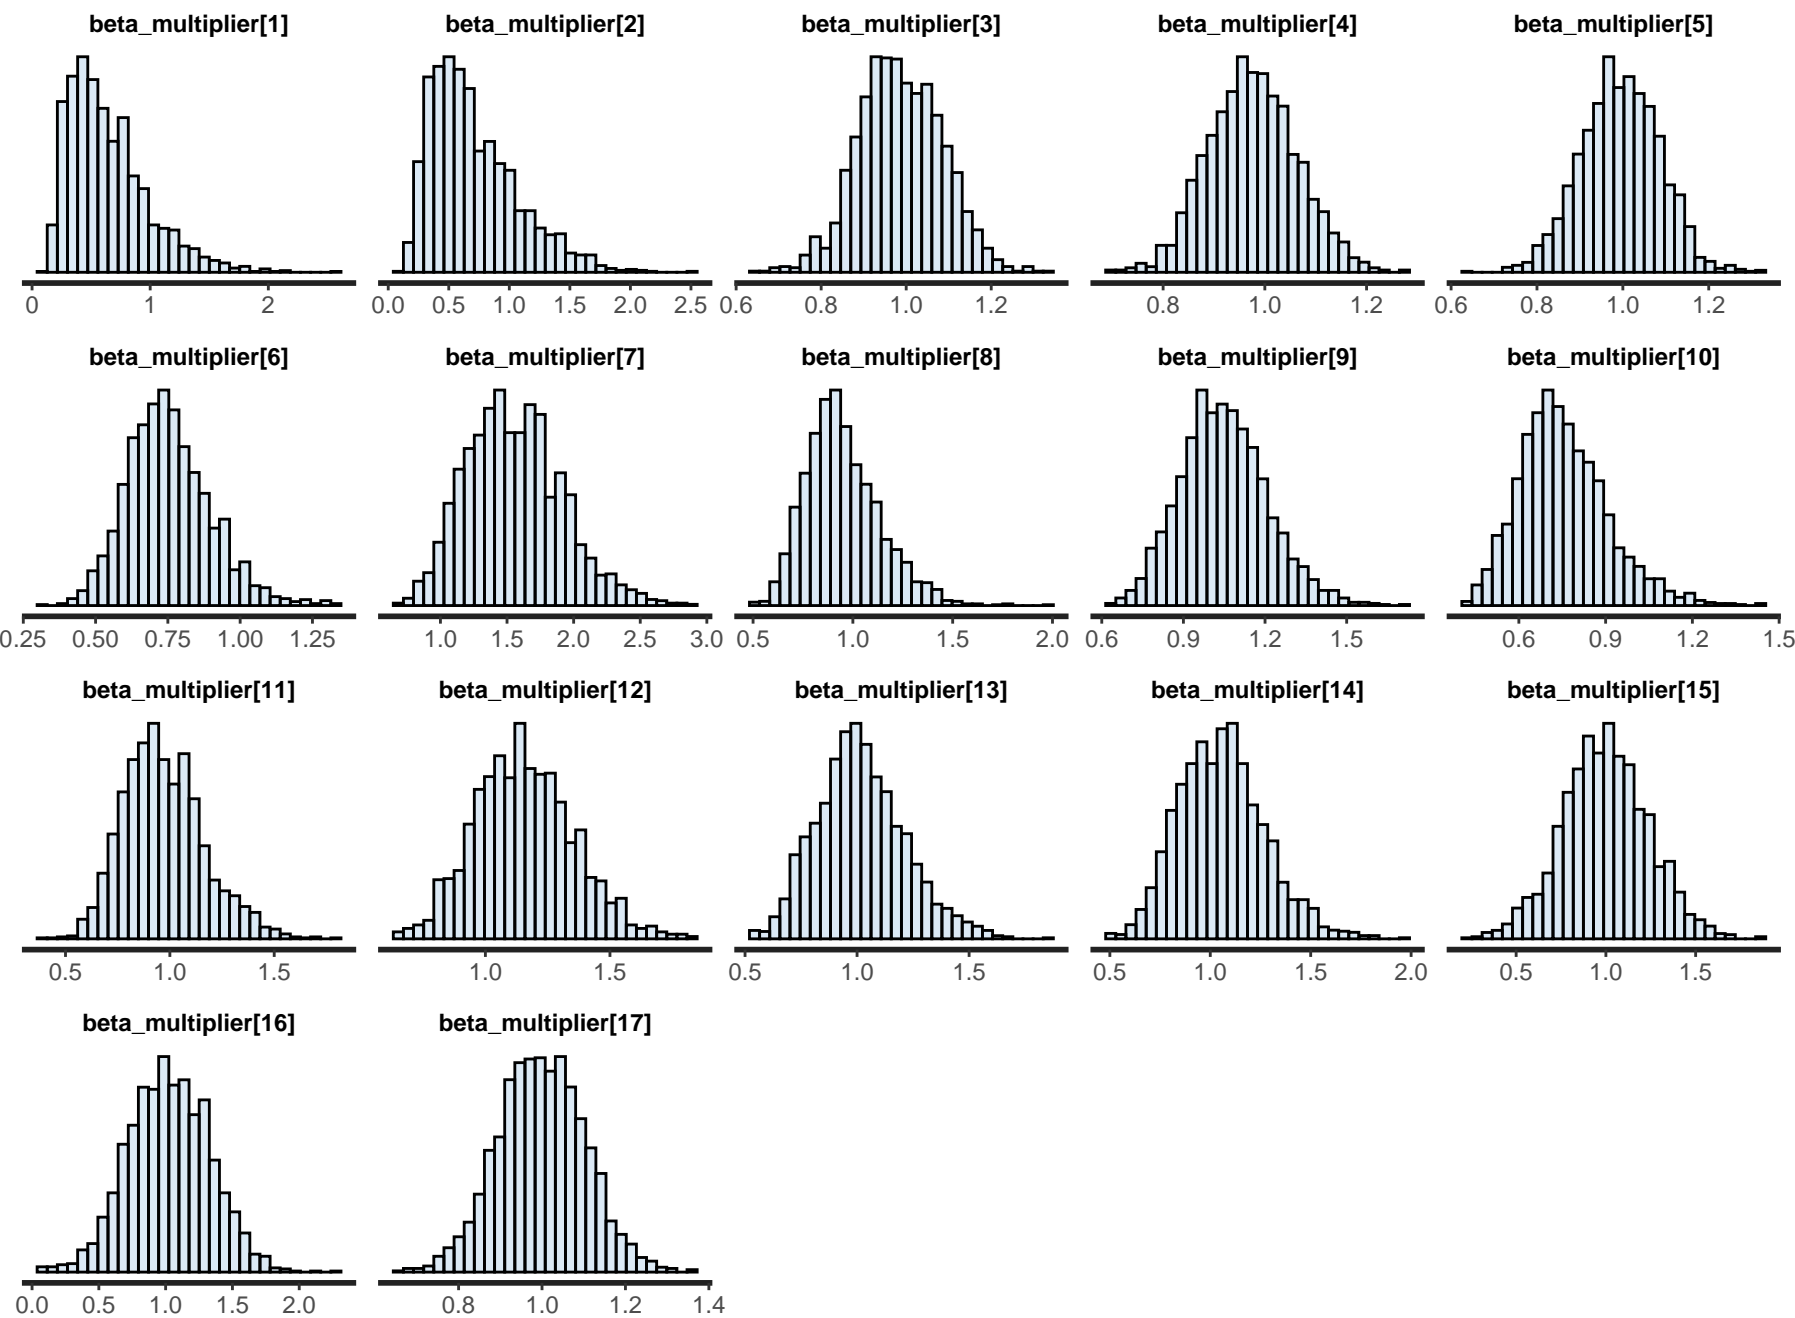 beta_multiplier[1] beta_multiplier[2] beta_multiplier[3] beta_multiplier[4] beta_multiplier[5]
0 1 2 0.0 0.5 1.0 1.5 2.0 2.5 0.6 0.8 1.0 1.2 0.8 1.0 1.2 0.6 0.8 1.0 1.2
beta_multiplier[6] beta_multiplier[7] beta_multiplier[8] beta_multiplier[9] beta_multiplier[10]
0.25 0.50 0.75 1.00 1.25 1.0 1.5 2.0 2.5 3.0 0.5 1.0 1.5 2.0 0.6 0.9 1.2 1.5 0.6 0.9 1.2 1.5
beta_multiplier[11] beta_multiplier[12] beta_multiplier[13] beta_multiplier[14] beta_multiplier[15]
0.5 1.0 1.5 1.0 1.5 0.5 1.0 1.5 0.5 1.0 1.5 2.0 0.5 1.0 1.5
beta_multiplier[16] beta_multiplier[17]
0.0 0.5 1.0 1.5 2.0 0.8 1.0 1.2 1.4